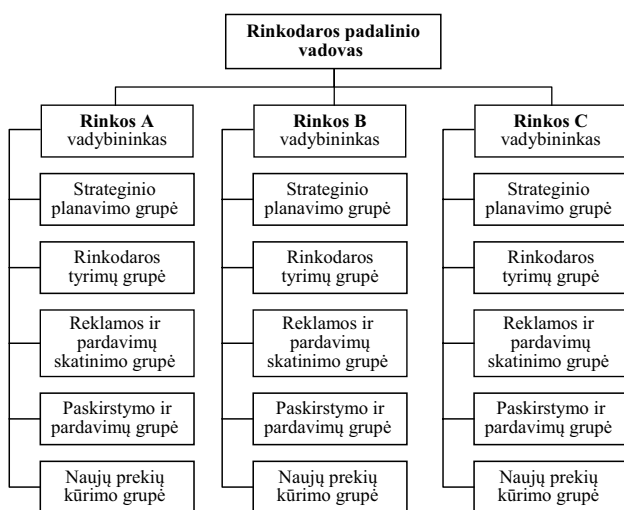 Rinkodaros padalinio
vadovas
Rinkos A
vadybininkas
Strateginio
planavimo grupė
Rinkodaros
tyrimų grupė
Reklamos ir
pardavimų
skatinimo grupė
Paskirstymo ir
pardavimų grupė
Naujų prekių
kūrimo grupė
Rinkos B
vadybininkas
Strateginio
planavimo grupė
Rinkodaros
tyrimų grupė
Reklamos ir
pardavimų
skatinimo grupė
Paskirstymo ir
pardavimų grupė
Naujų prekių
kūrimo grupė
Rinkos C
vadybininkas
Strateginio
planavimo grupė
Rinkodaros
tyrimų grupė
Reklamos ir
pardavimų
skatinimo grupė
Paskirstymo ir
pardavimų grupė
Naujų prekių
kūrimo grupė